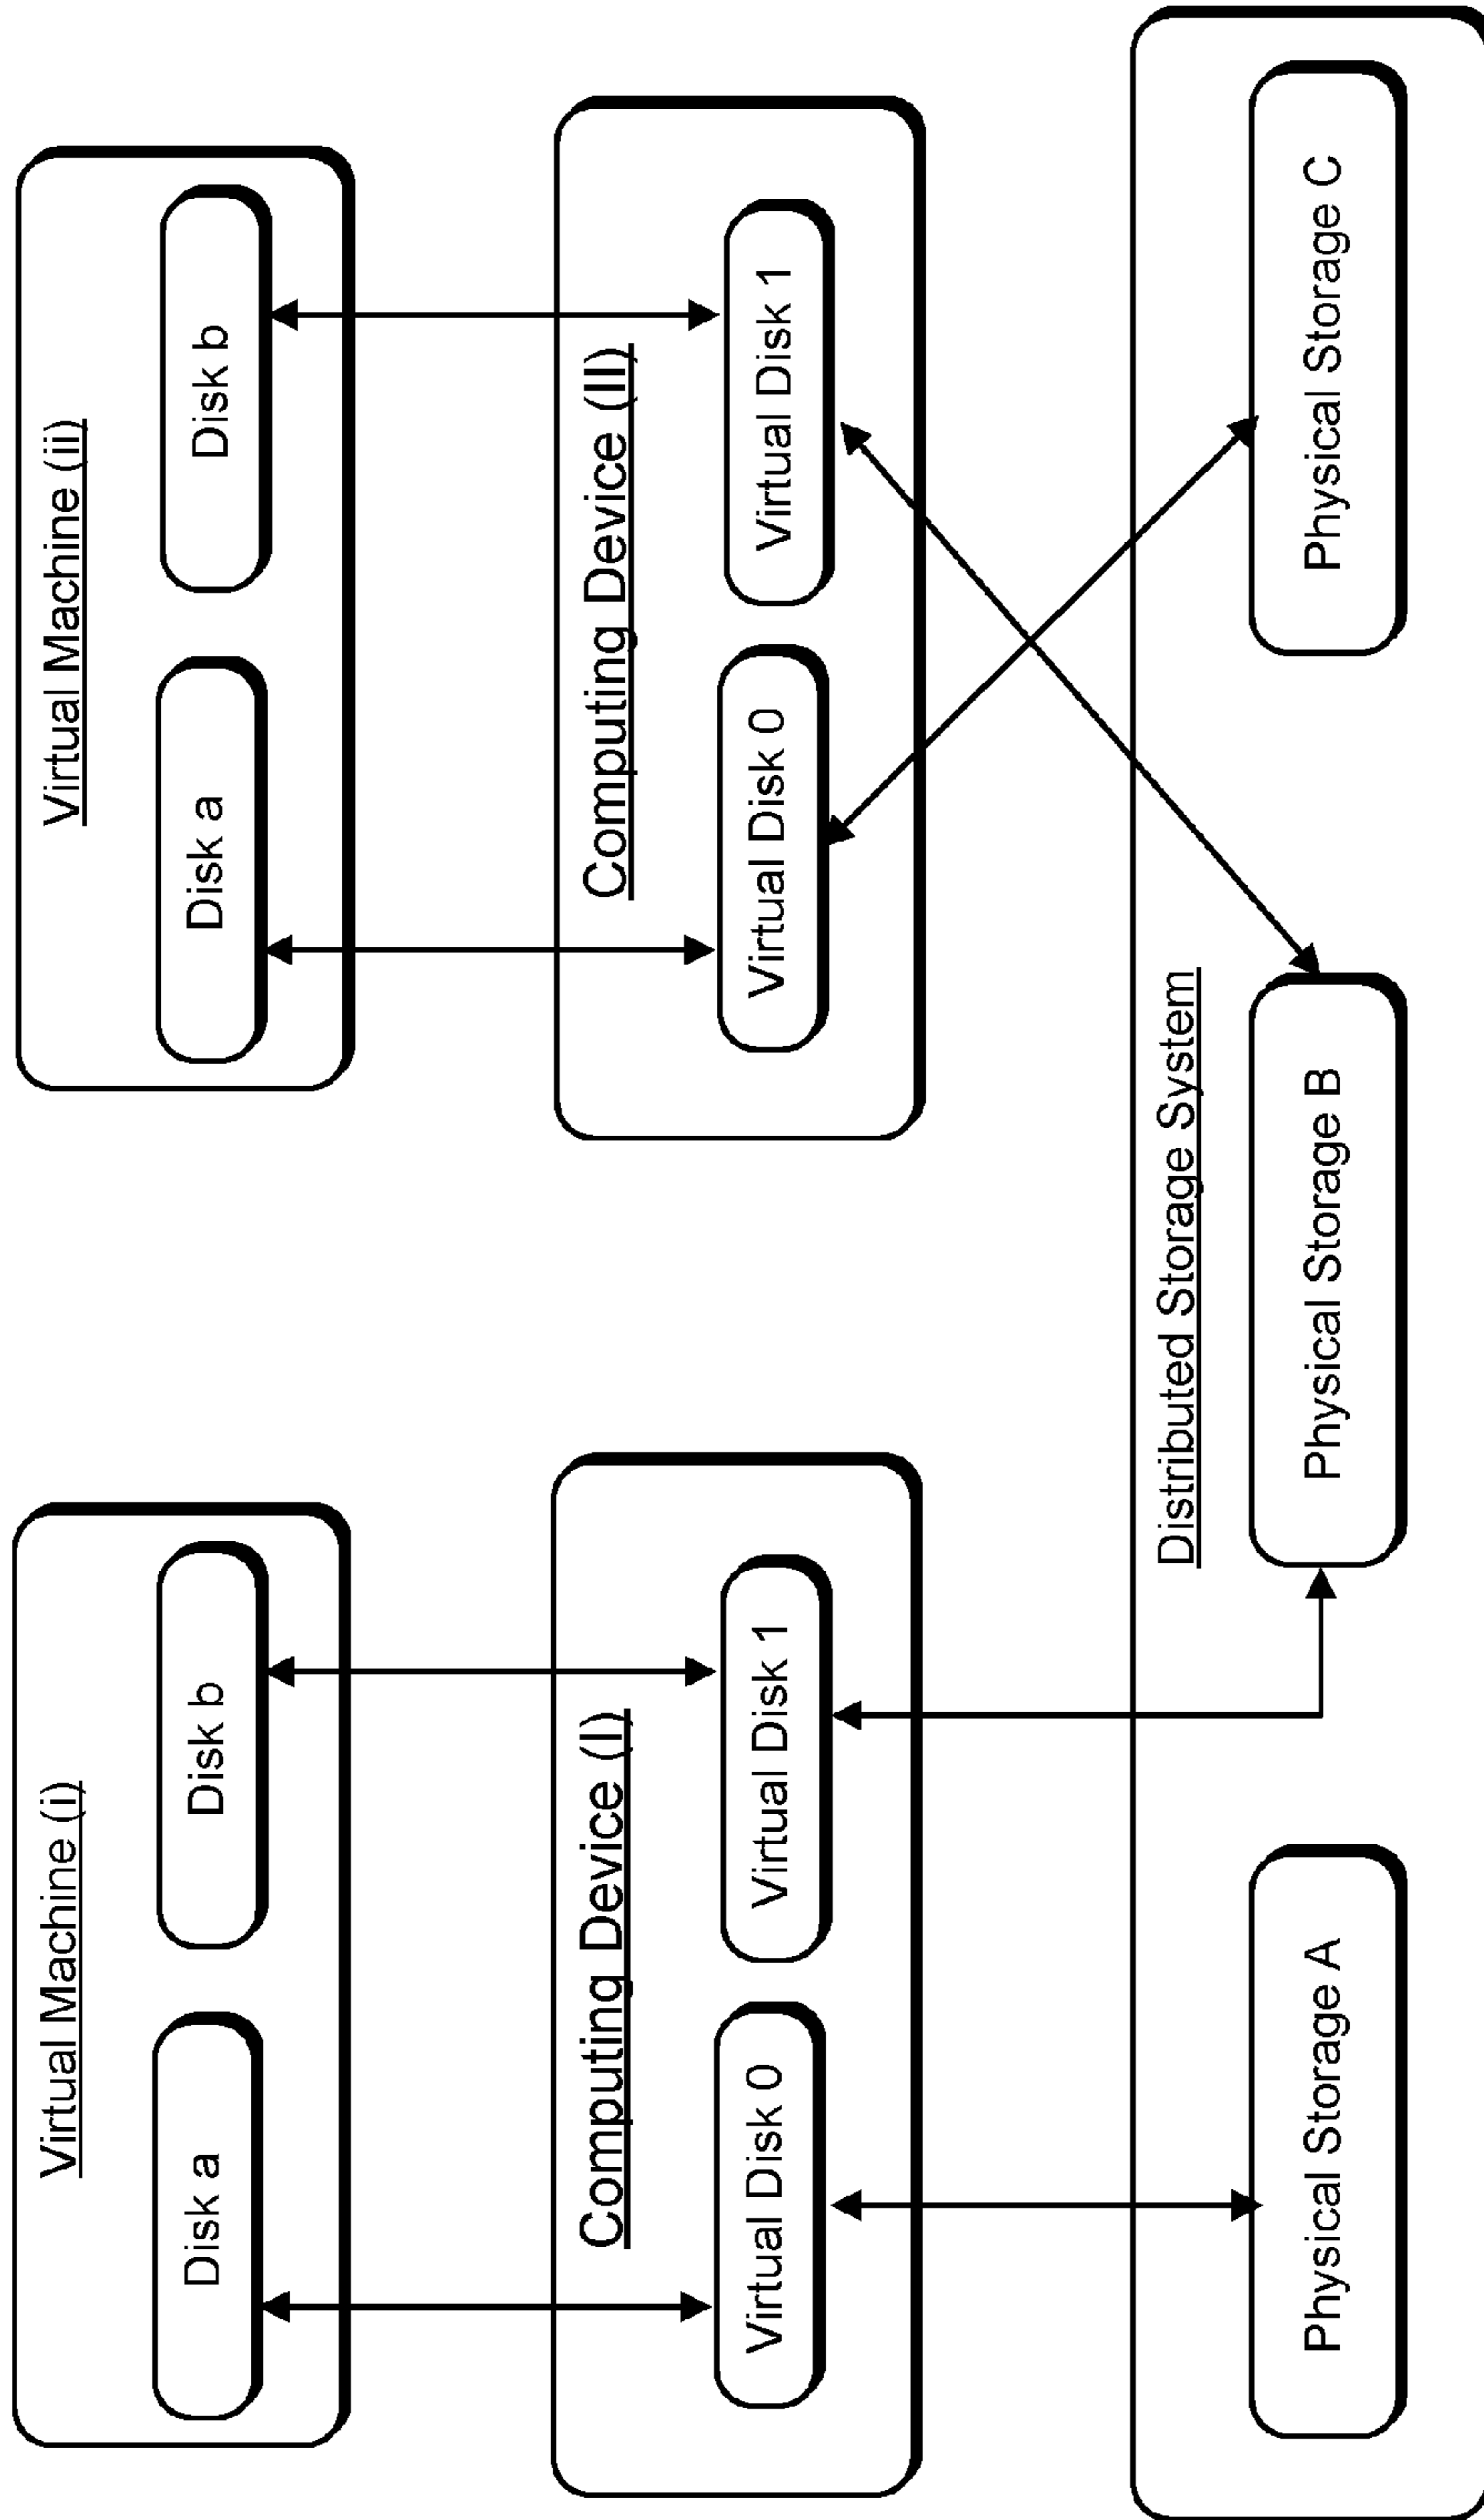 Virtual Machine (i)
Disk a
Disk b
Virtual Machine (ii)
Disk a
Disk b
Computing Device (I)
Virtual Disk 0
Virtual Disk 1
Computing Device (II)
Virtual Disk 0
Virtual Disk 1
Distributed Storage System
Physical Storage A
Physical Storage B
Physical Storage C